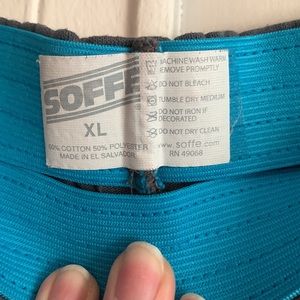 SOFFE
XL
50% COTTON 50% POLYESTER
MADE IN EL SALVADOR
MACHINE WASH WARM
REMOVE PROMPTLY
DO NOT BLEACH
TUMBLE DRY MEDIUM
DO NOT IRON IF
DECORATED
DO NOT DRY CLEAN
www.soffe.com
RN 49058